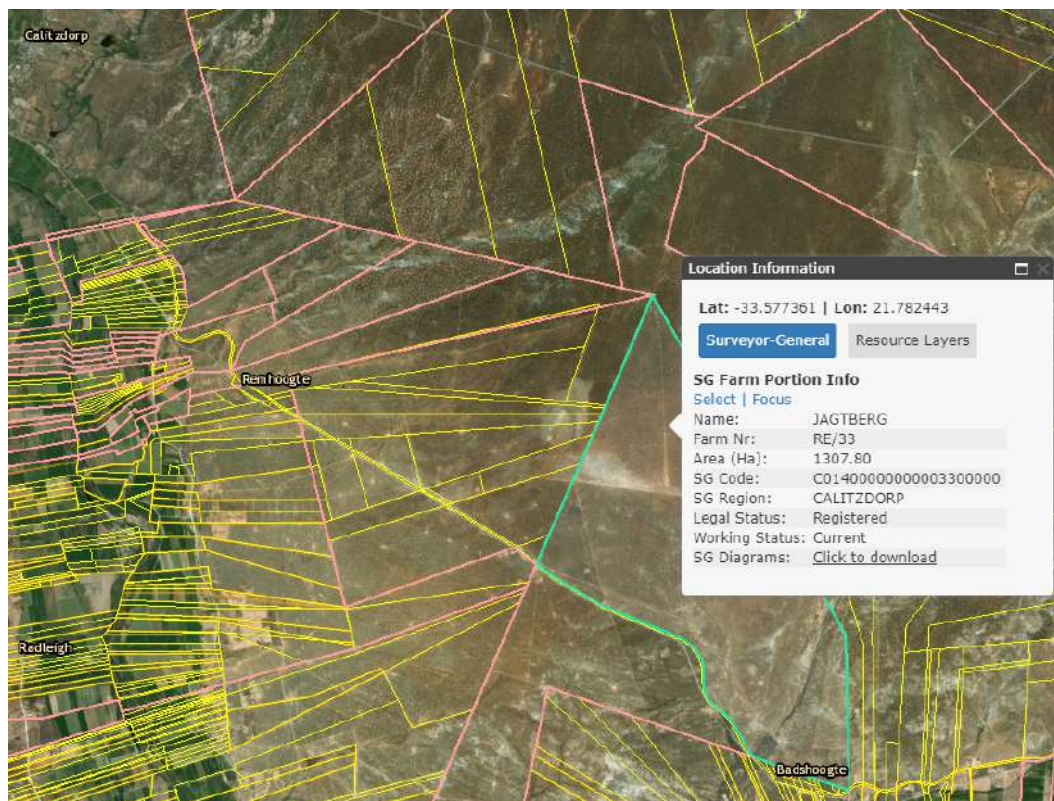 Calitzdorp
Location Information
Lat: -33.577361 | Lon: 21.782443
Surveyor-General Resource Layers
SG Farm Portion Info
Select | Focus
Name: JAGTBERG
Farm Nr: RE/33
Area (Ha): 1307.80
SG Code: C01400000000003300000
SG Region: CALITZDORP
Legal Status: Registered
Working Status: Current
SG Diagrams: Click to download
Remhoogte
Radleigh
Badshoogte